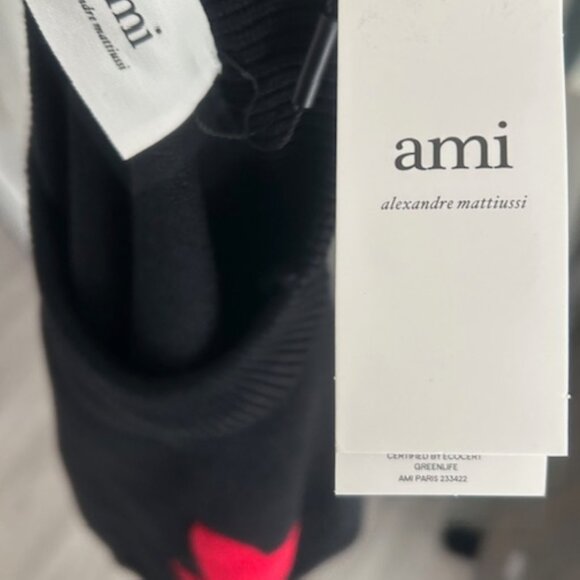 ami
alexandre mattiussi
ami
alexandre mattiussi
CERTIFIED BY ECOCERT
GREENLIFE
AMI PARIS 233422